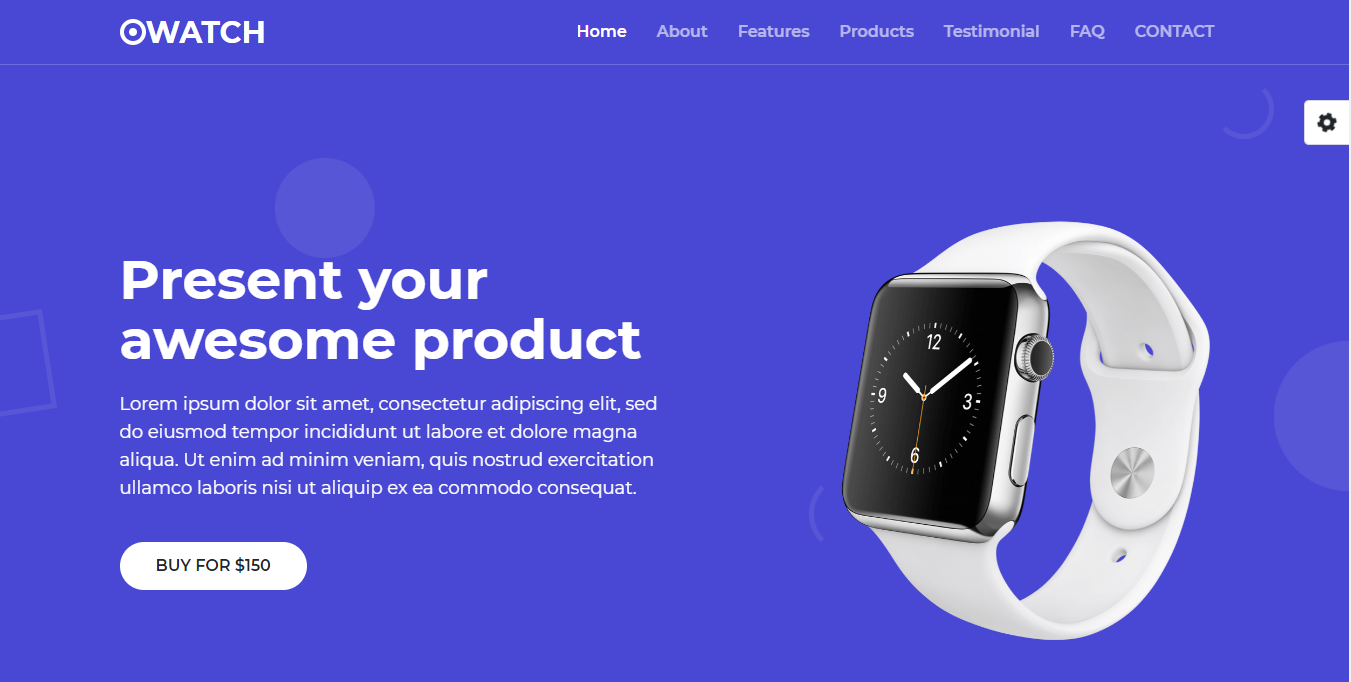 WATCH
Home About Features Products Testimonial FAQ CONTACT
Present your
awesome product
Lorem ipsum dolor sit amet, consectetur adipiscing elit, sed
do eiusmod tempor incididunt ut labore et dolore magna
aliqua. Ut enim ad minim veniam, quis nostrud exercitation
ullamco laboris nisi ut aliquip ex ea commodo consequat.
BUY FOR $150
12
9
3
6